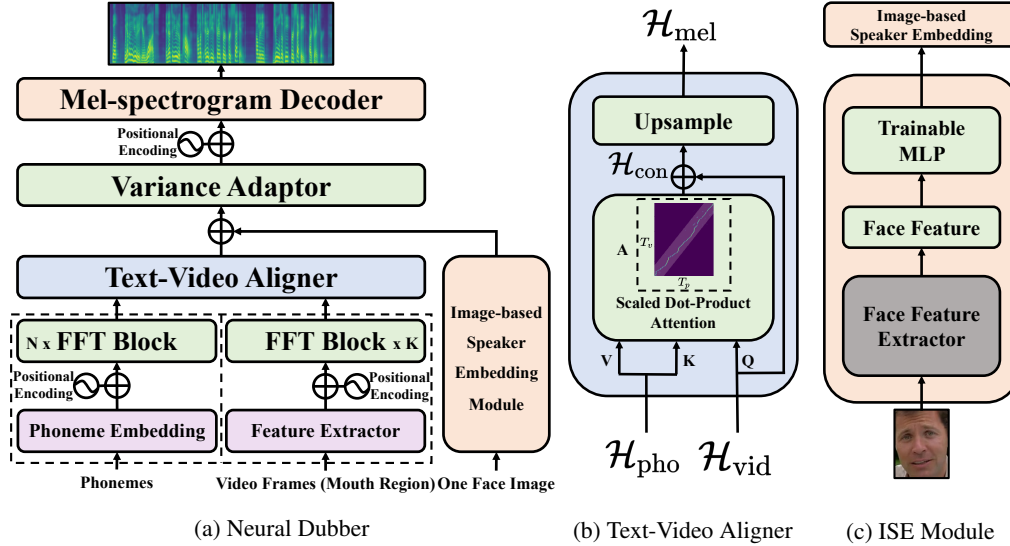 Mel-spectrogram Decoder
Positional
Encoding
Variance Adaptor
Text-Video Aligner
N x FFT Block
FFT Block x K
Positional
Encoding
Positional
Encoding
Phoneme Embedding
Feature Extractor
Image-based
Speaker
Embedding
Module
Phonemes
Video Frames (Mouth Region)
One Face Image
(a) Neural Dubber
ℋmel
Upsample
ℋcon
A
Tv
Tp
Scaled Dot-Product
Attention
V
K
Q
ℋpho
ℋvid
(b) Text-Video Aligner
Image-based
Speaker Embedding
Trainable
MLP
Face Feature
Face Feature
Extractor
(c) ISE Module